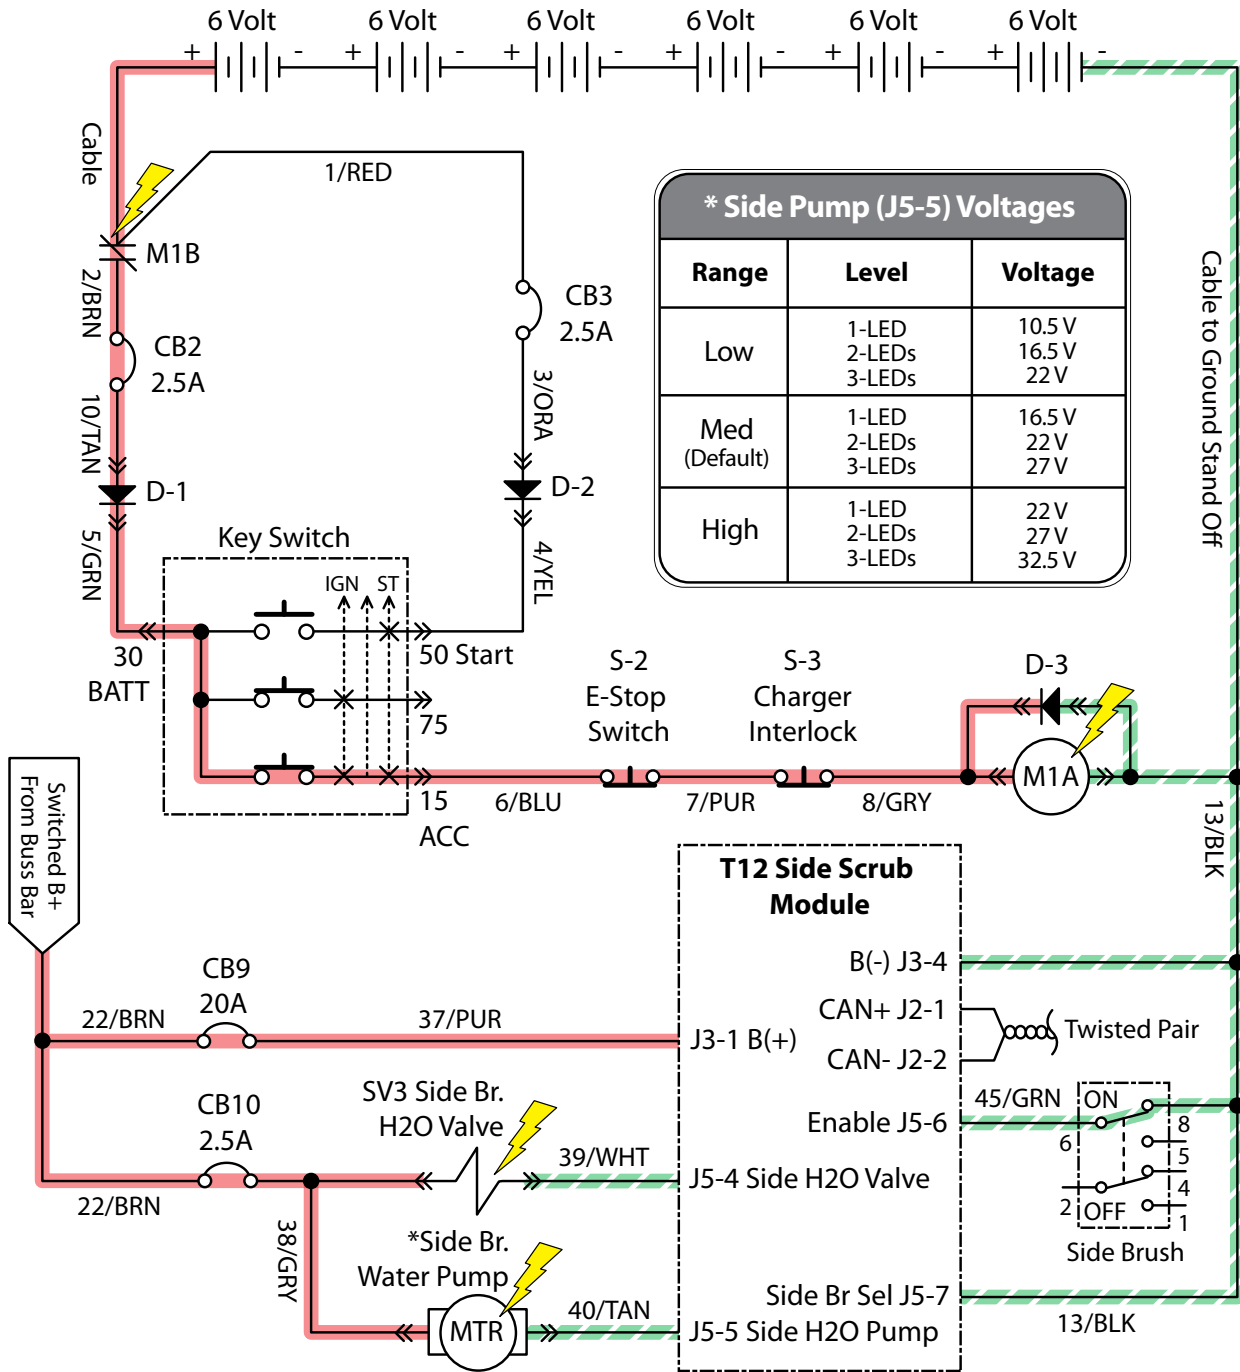 6 Volt 6 Volt 6 Volt 6 Volt 6 Volt 6 Volt
+ - + - + - + - + - + -
Cable
1/RED
M1B
2/BRN
CB2
2.5A
10/TAN
D-1
5/GRN
CB3
2.5A
3/ORA
D-2
4/YEL
* Side Pump (J5-5) Voltages
Range Level Voltage
Low
1-LED 10.5 V
2-LEDs 16.5 V
3-LEDs 22 V
Med
(Default)
1-LED 16.5 V
2-LEDs 22 V
3-LEDs 27 V
High
1-LED 22 V
2-LEDs 27 V
3-LEDs 32.5 V
Cable to Ground Stand Off
Key Switch
IGN ST
30
BATT
50 Start
75
15
ACC
6/BLU
S-2
E-Stop
Switch
7/PUR
S-3
Charger
Interlock
8/GRY
D-3
M1A
13/BLK
Switched B+
From Buss Bar
22/BRN
CB9
20A
37/PUR
22/BRN
CB10
2.5A
SV3 Side Br.
H2O Valve
39/WHT
38/GRY
*Side Br.
Water Pump
MTR
40/TAN
T12 Side Scrub
Module
B(-) J3-4
CAN+ J2-1
J3-1 B(+)
CAN- J2-2
Twisted Pair
Enable J5-6
45/GRN
J5-4 Side H2O Valve
Side Br Sel J5-7
J5-5 Side H2O Pump
ON
8
6
5
4
2
OFF
1
Side Brush
13/BLK